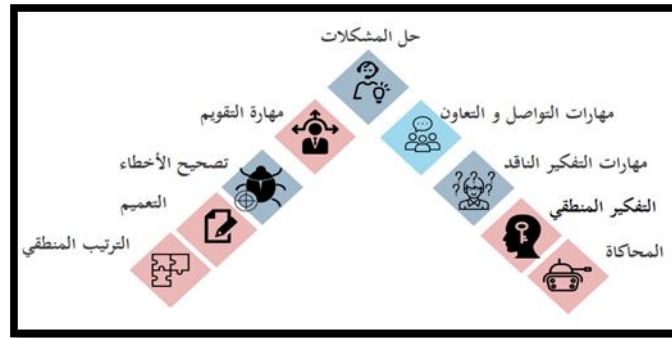 حل المشكلات
مهارة التقويم
مهارات التواصل و التعاون
تصحيح الأخطاء
مهارات التفكير الناقد
التعميم
التفكير المنطقي
الترتيب المنطقي
المحاكاة